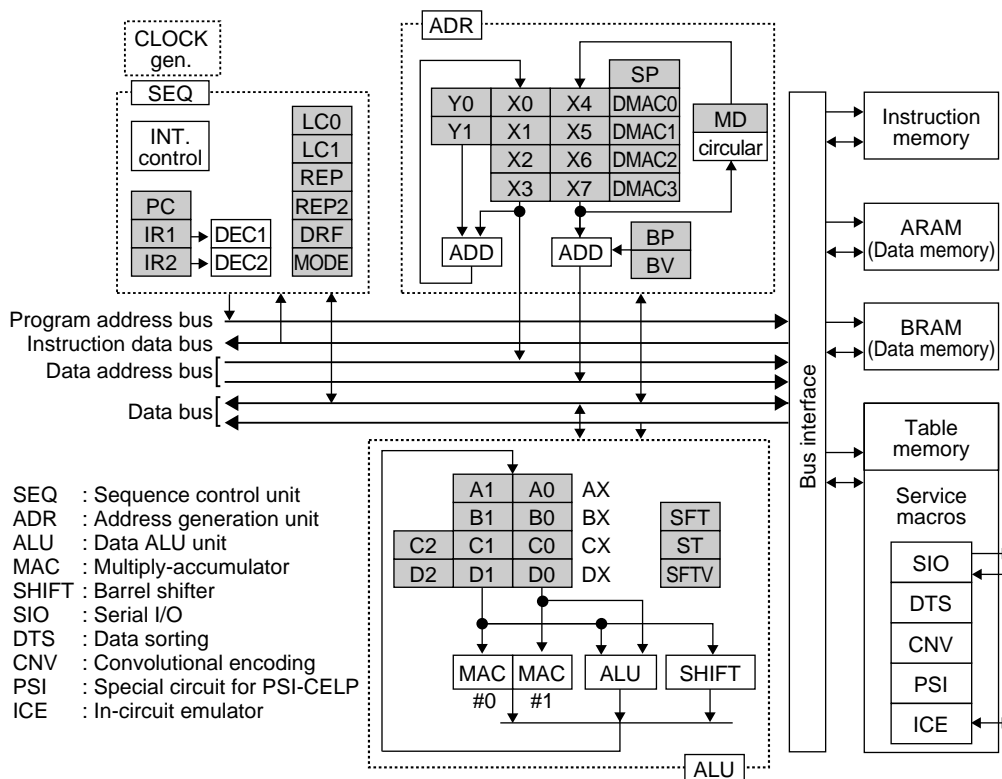 CLOCK
gen.
SEQ
INT.
control
PC
IR1
IR2
DEC1
DEC2
LC0
LC1
REP
REP2
DRF
MODE
ADR
SP
Y0 X0 X4 DMAC0
Y1 X1 X5 DMAC1
X2 X6 DMAC2
X3 X7 DMAC3
MD
circular
ADD
ADD
BP
BV
Program address bus
Instruction data bus
Data address bus
Data bus
Bus interface
Instruction
memory
ARAM
(Data memory)
BRAM
(Data memory)
Table
memory
Service
macros
SIO
DTS
CNV
PSI
ICE
A1 A0 AX
B1 B0 BX
C2 C1 C0 CX
D2 D1 D0 DX
SFT
ST
SFTV
MAC
#0
MAC
#1
ALU
SHIFT
ALU
SEQ : Sequence control unit
ADR : Address generation unit
ALU : Data ALU unit
MAC : Multiply-accumulator
SHIFT : Barrel shifter
SIO : Serial I/O
DTS : Data sorting
CNV : Convolutional encoding
PSI : Special circuit for PSI-CELP
ICE : In-circuit emulator